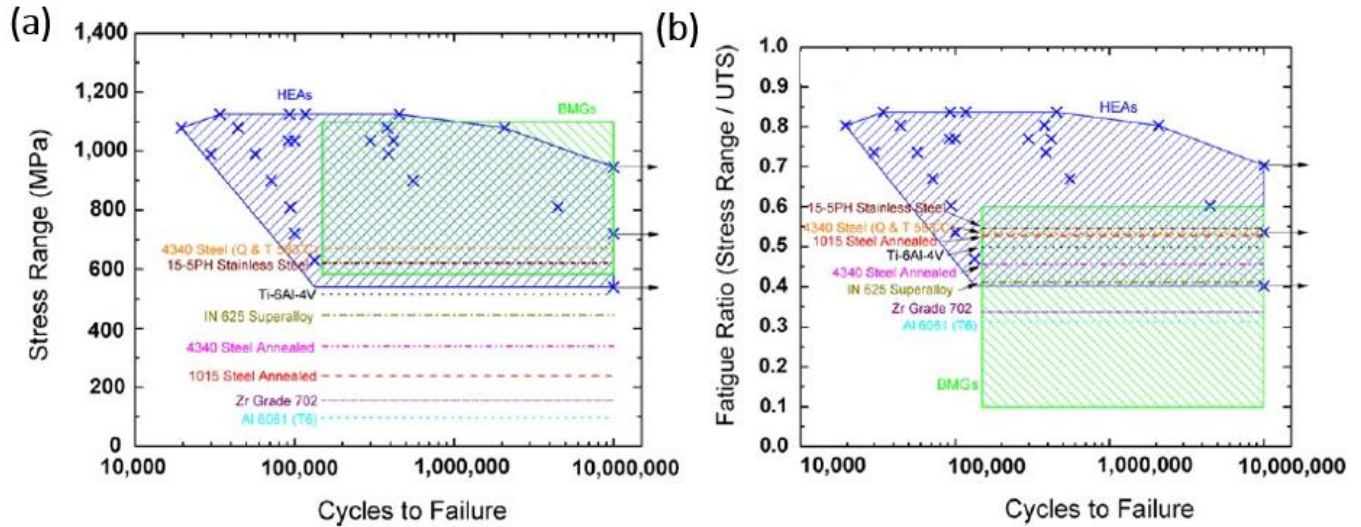 (a)
1,400
1,200
1,000
800
600
400
200
0
Stress Range (MPa)
HEAs
BMGs
4340 Steel (Q & T
15-5PH Stainless Steel
Ti-6Al-4V
IN 625 Superalloy
4340 Steel Annealed
1015 Steel Annealed
Zr Grade 702
Al 6061 (T6)
10,000 100,000 1,000,000 10,000,000
Cycles to Failure
(b)
1.0
0.9
0.8
0.7
0.6
0.5
0.4
0.3
0.2
0.1
0.0
Fatigue Ratio (Stress Range / UTS)
HEAs
15-5PH Stainless Steel
4340 Steel (Q & T
1015 Steel Annealed
Ti-6Al-4V
4340 Steel Annealed
IN 625 Superalloy
Zr Grade 702
Al 6061 (T6)
BMGs
10,000 100,000 1,000,000 10,000,000
Cycles to Failure